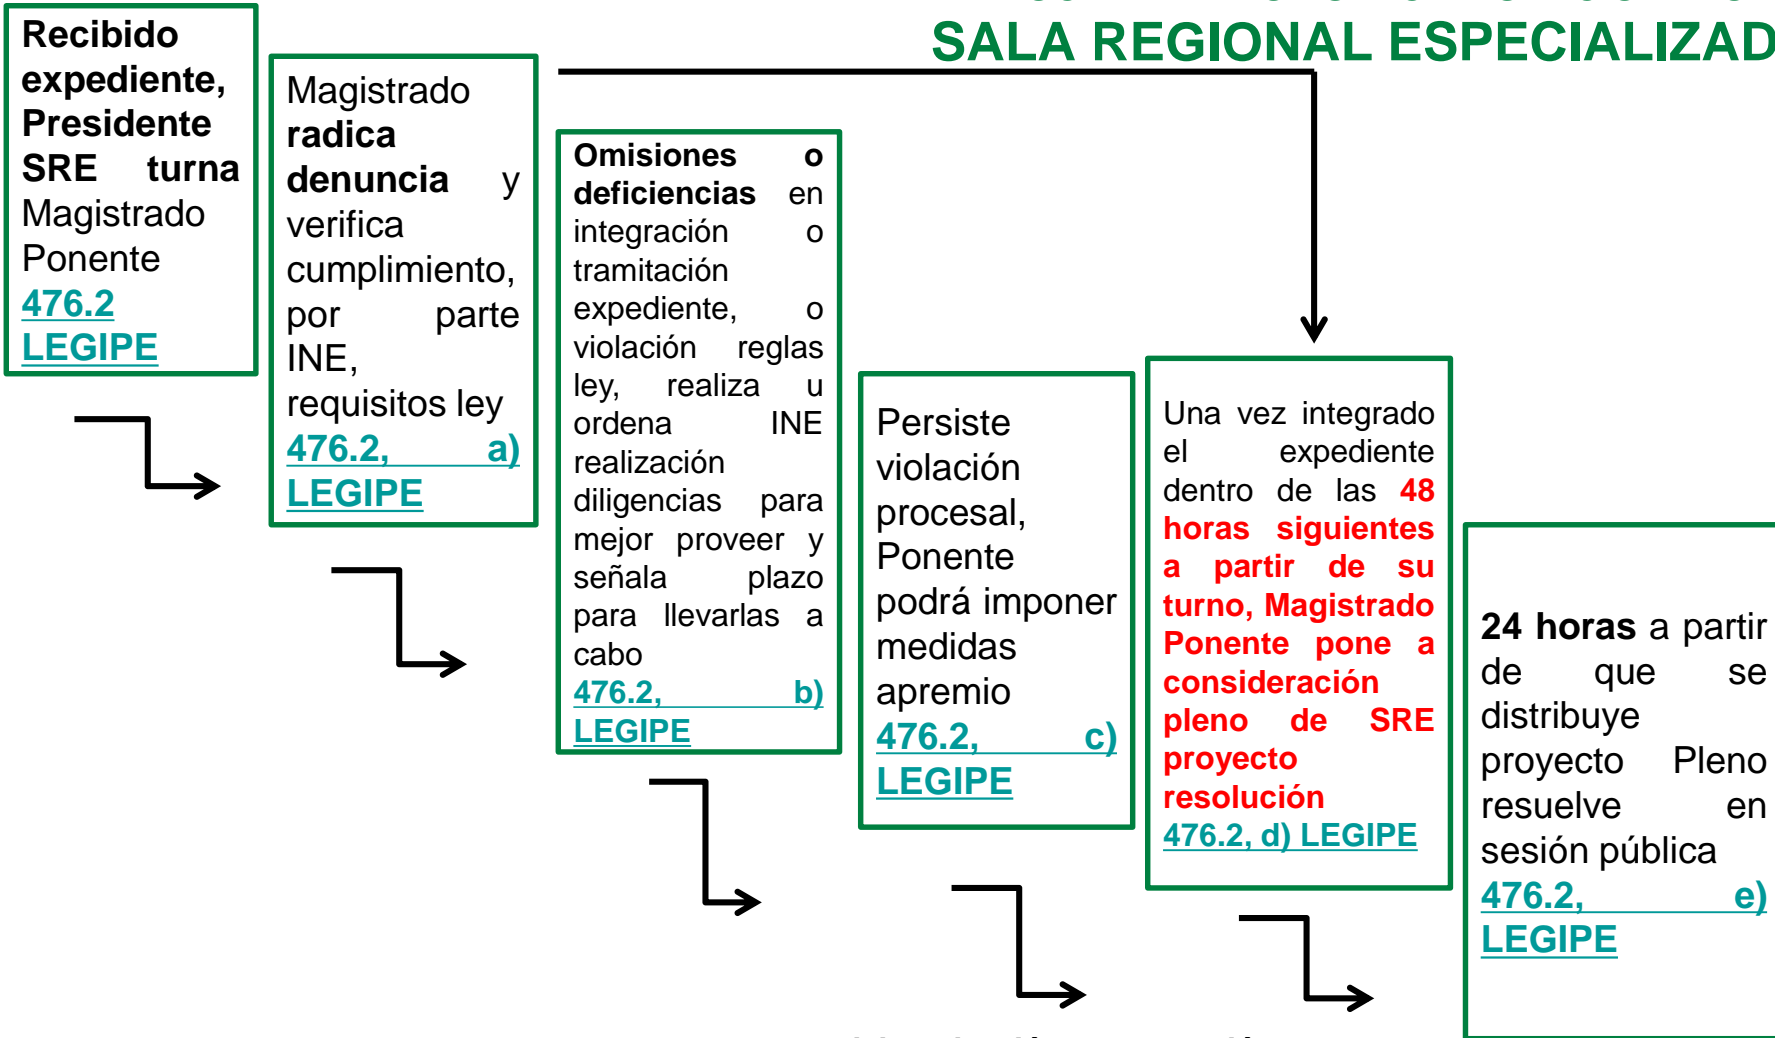 SALA REGIONAL ESPECIALIZAD
Recibido
expediente,
Presidente
SRE turna
Magistrado
Ponente
476.2
LEGIPE
Magistrado
radica
denuncia y
verifica
cumplimiento,
por parte
INE,
requisitos ley
476.2, a)
LEGIPE
Omisiones o
deficiencias en
integración o
tramitación
expediente, o
violación reglas
ley, realiza u
ordena INE
realización
diligencias para
mejor proveer y
señala plazo
para llevarlas a
cabo
476.2, b)
LEGIPE
Persiste
violación
procesal,
Ponente
podrá imponer
medidas
apremio
476.2, c)
LEGIPE
Una vez integrado
el expediente
dentro de las 48
horas siguientes
a partir de su
turno, Magistrado
Ponente pone a
consideración
pleno de SRE
proyecto
resolución
476.2, d) LEGIPE
24 horas a partir
de que se
distribuye
proyecto Pleno
resuelve en
sesión pública
476.2, e)
LEGIPE